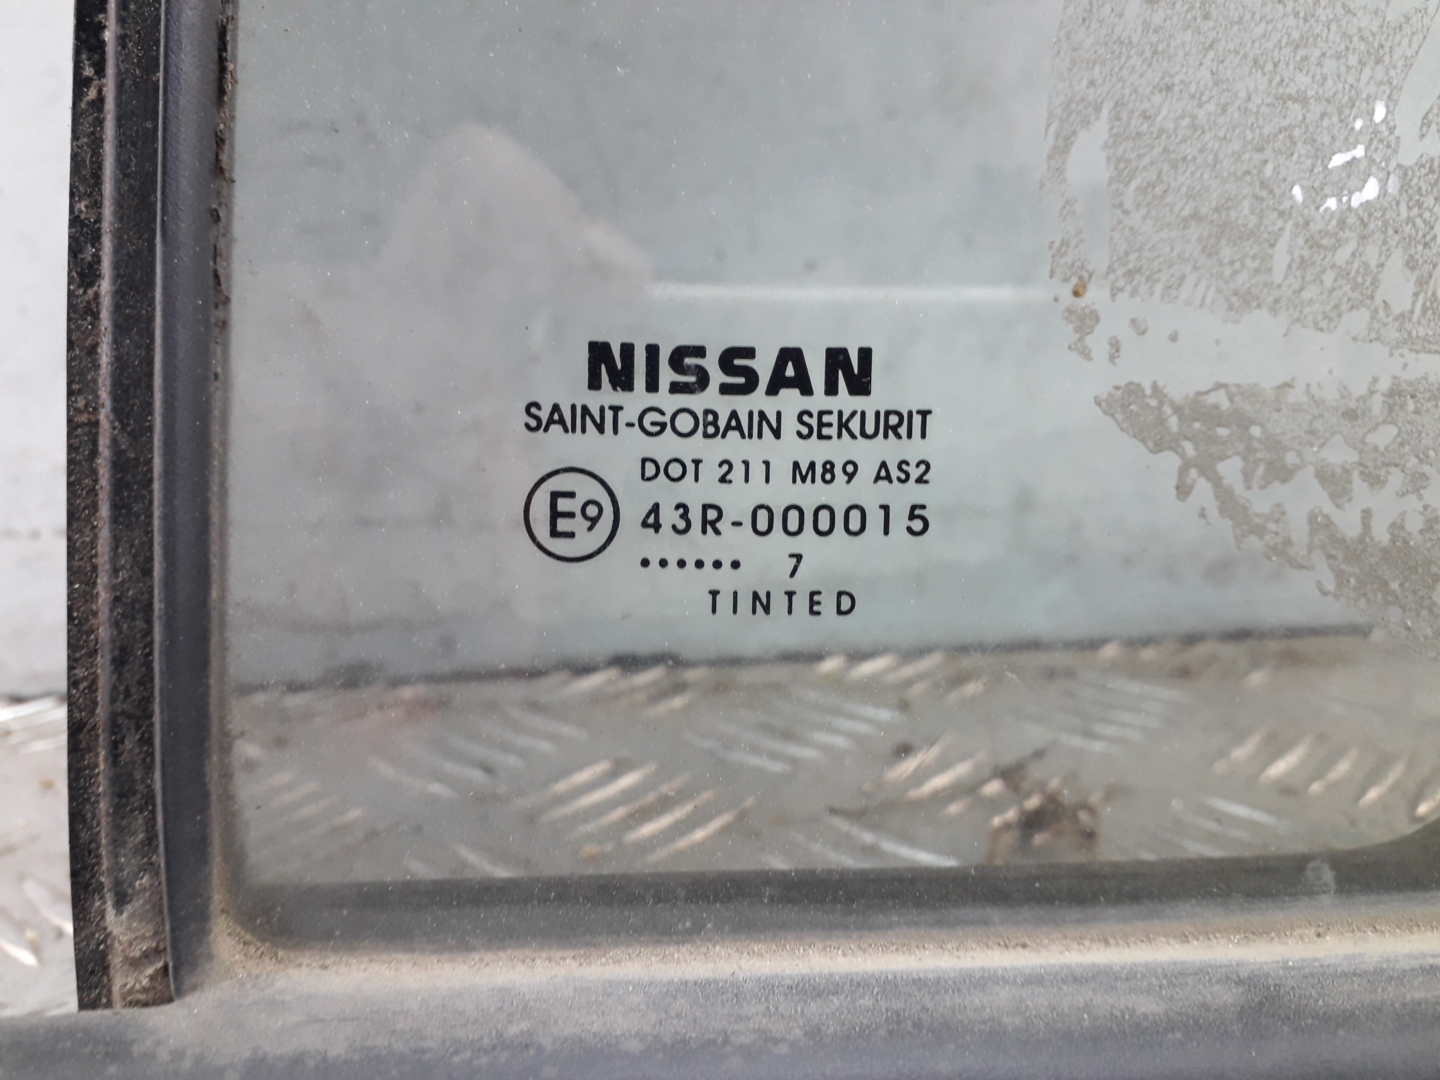 NISSAN
SAINT-GOBAIN SEKURIT
DOT 211 M89 AS2
E9 43R-000015
...... 7
TINTED